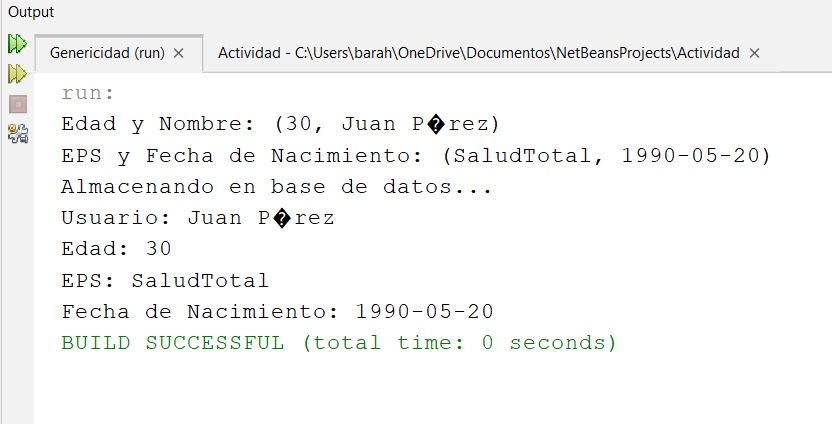 Output
Genericidad (run) ×
Actividad - C:\Users\barah\OneDrive\Documentos\NetBeansProjects\Actividad ×
run:
Edad y Nombre: (30, Juan P�rez)
EPS y Fecha de Nacimiento: (SaludTotal, 1990-05-20)
Almacenando en base de datos...
Usuario: Juan P�rez
Edad: 30
EPS: SaludTotal
Fecha de Nacimiento: 1990-05-20
BUILD SUCCESSFUL (total time: 0 seconds)